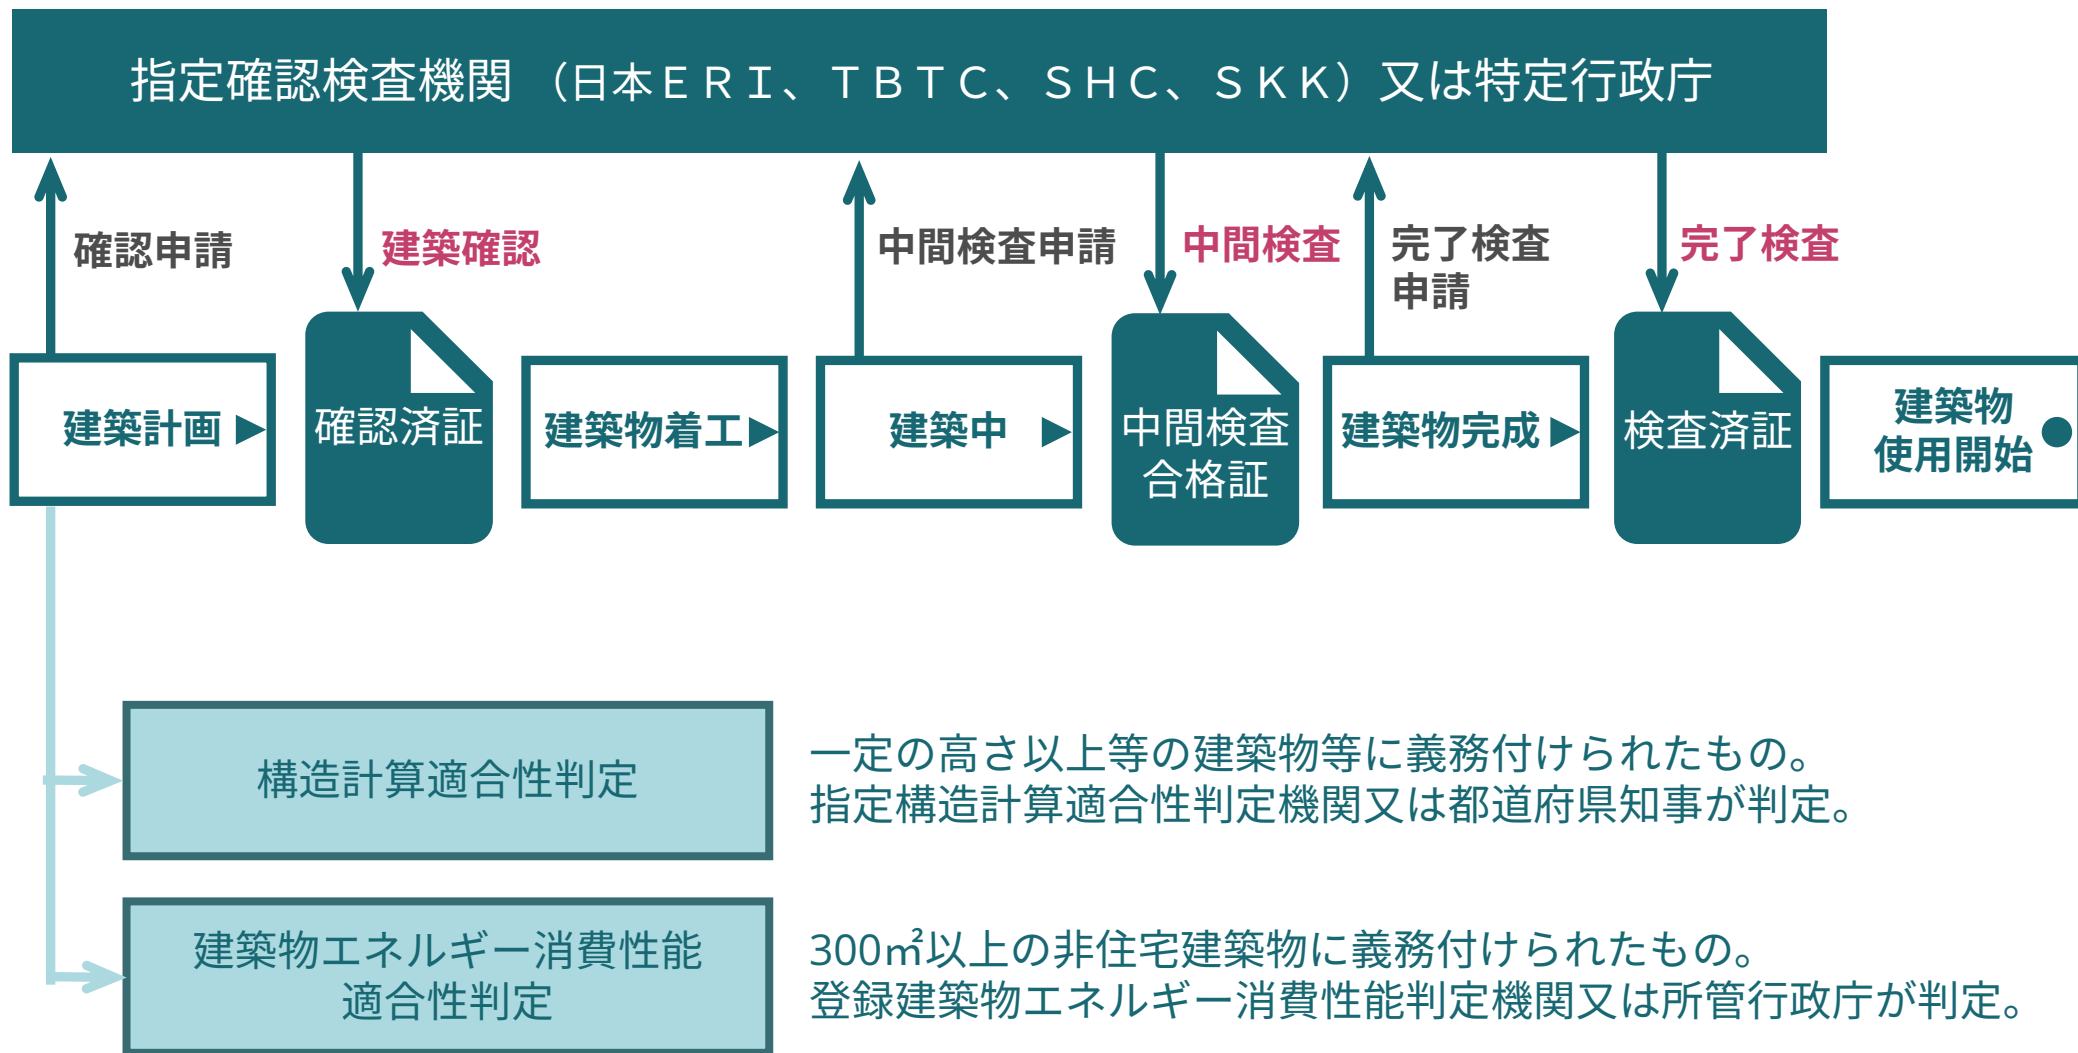 指定確認検査機関 （日本ＥＲＩ、ＴＢＴＣ、ＳＨＣ、ＳＫＫ）又は特定行政庁
確認申請
建築確認
中間検査申請
中間検査
完了検査
申請
完了検査
建築計画
確認済証
建築物着工
建築中
中間検査
合格証
建築物完成
検査済証
建築物
使用開始
構造計算適合性判定
一定の高さ以上等の建築物等に義務付けられたもの。
指定構造計算適合性判定機関又は都道府県知事が判定。
建築物エネルギー消費性能
適合性判定
300㎡以上の非住宅建築物に義務付けられたもの。
登録建築物エネルギー消費性能判定機関又は所管行政庁が判定。